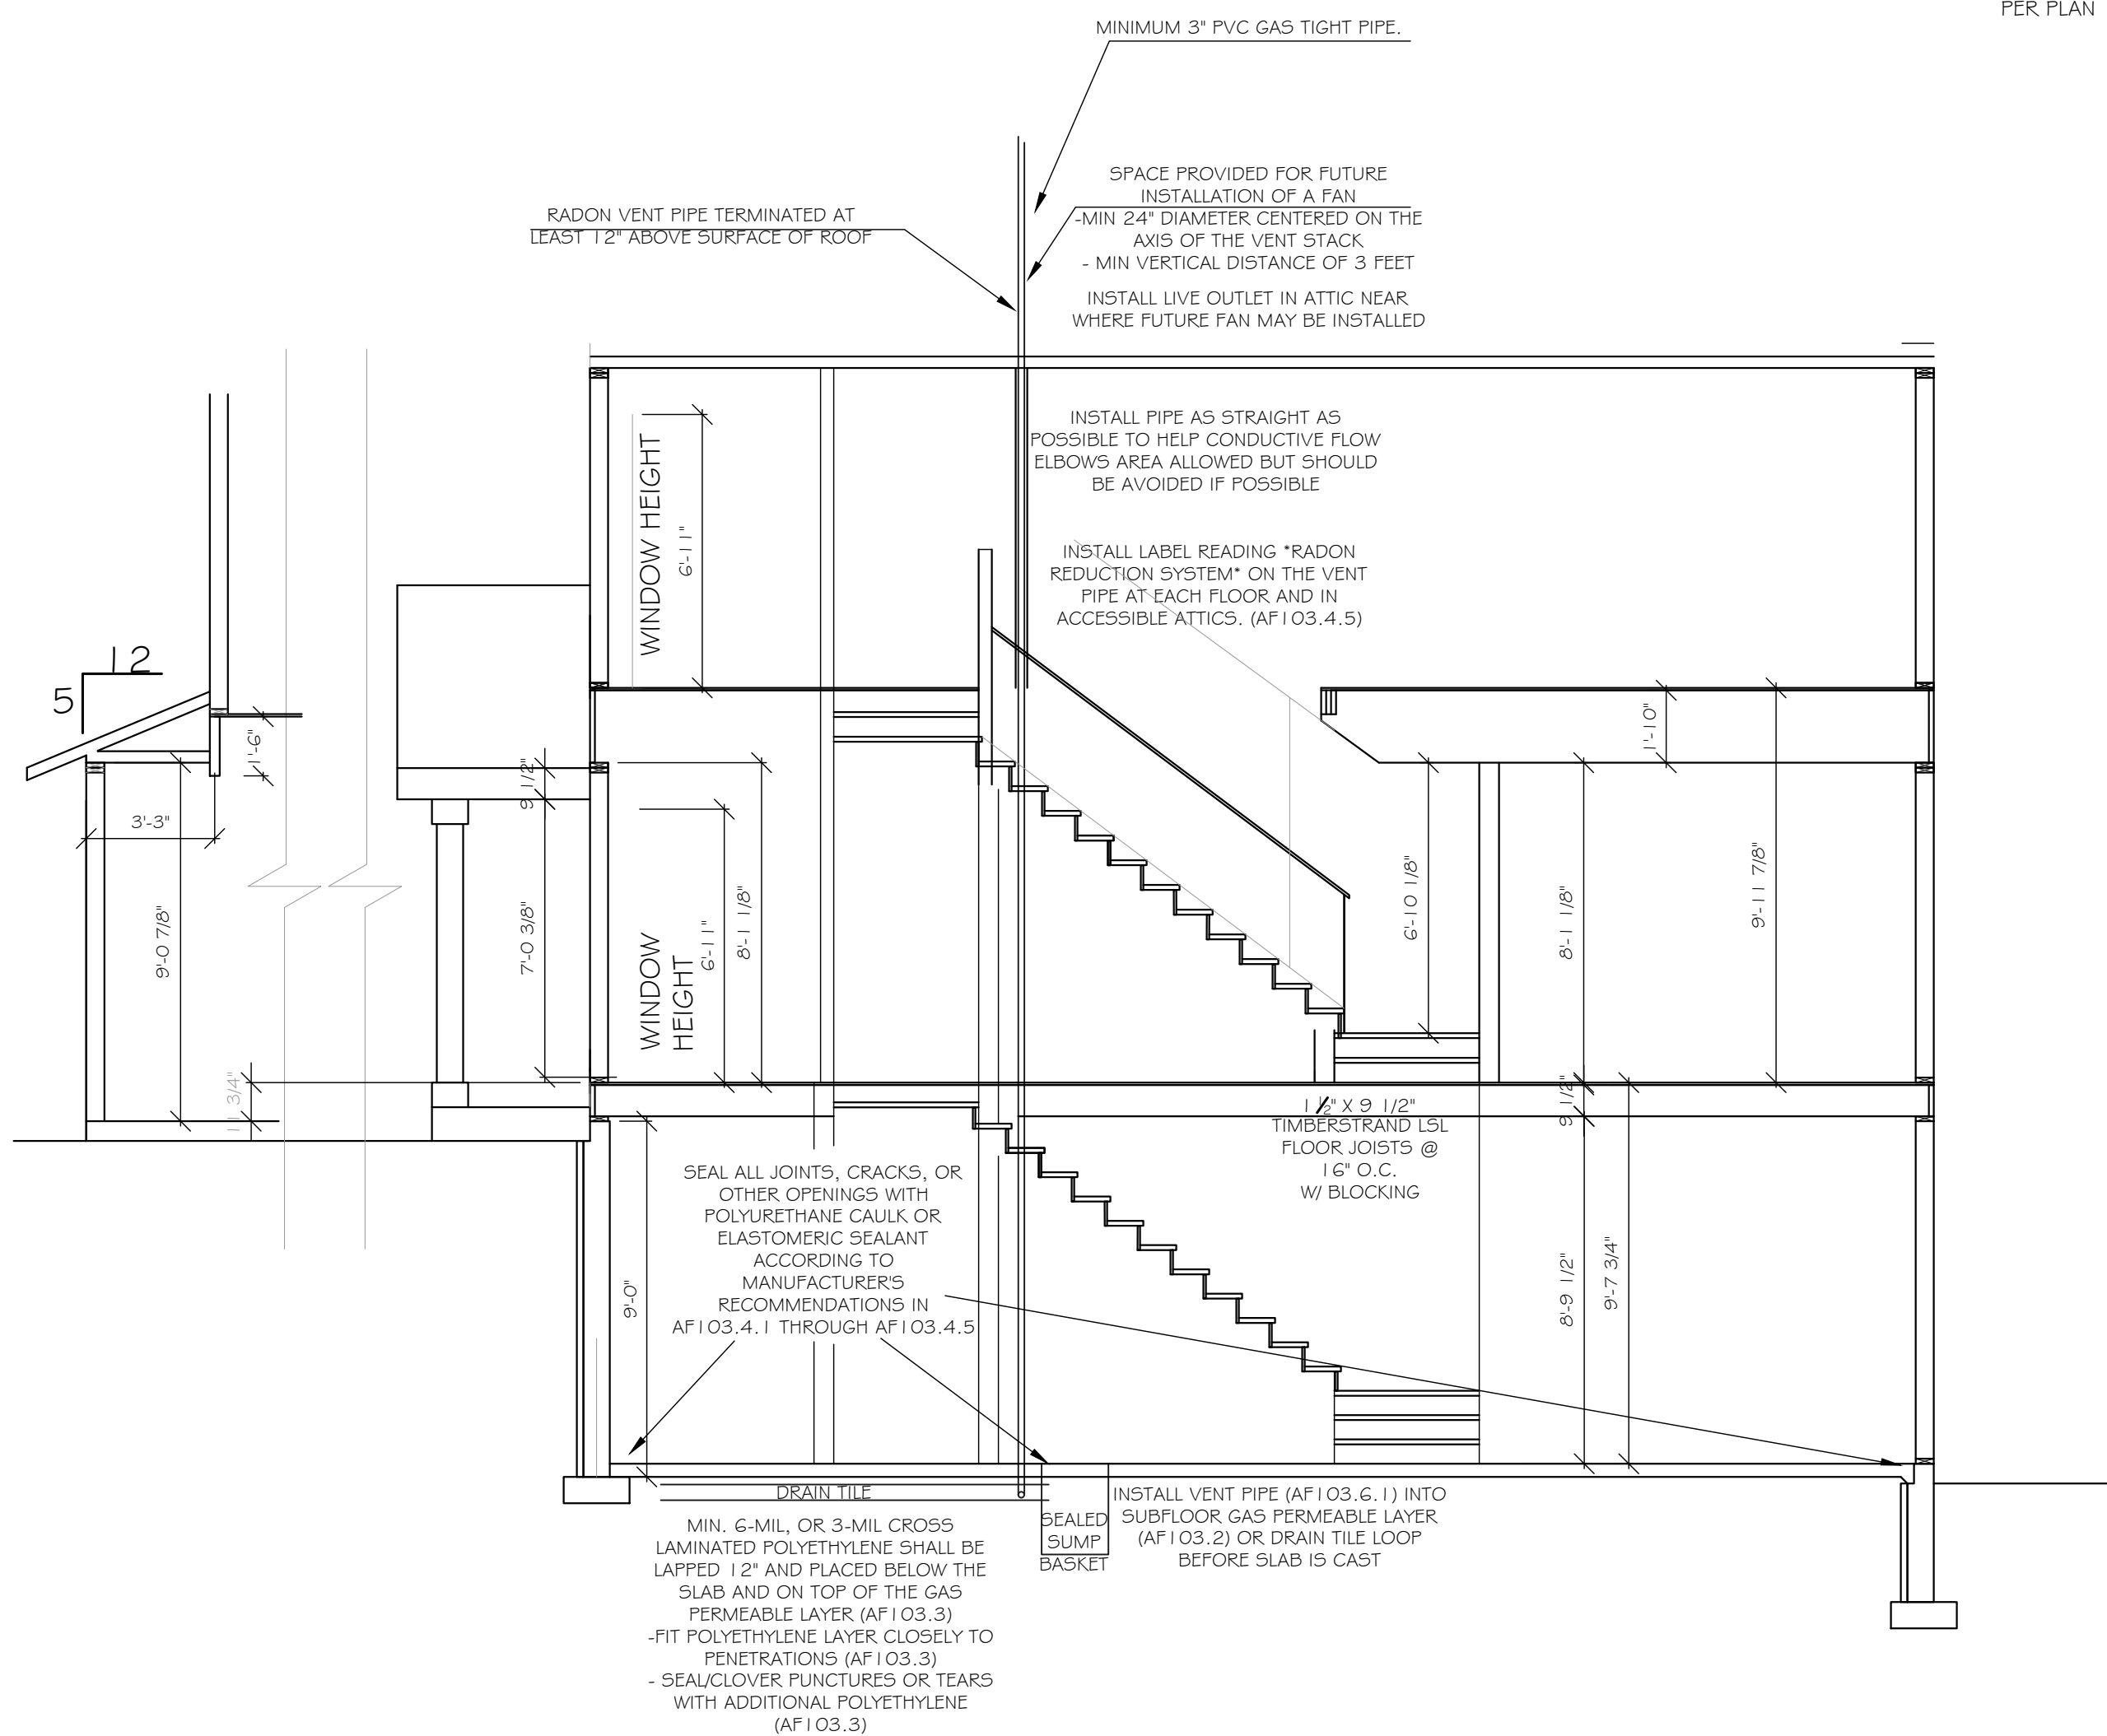 PER PLAN
MINIMUM 3" PVC GAS TIGHT PIPE.
SPACE PROVIDED FOR FUTURE
INSTALLATION OF A FAN
-MIN 24" DIAMETER CENTERED ON THE
AXIS OF THE VENT STACK
- MIN VERTICAL DISTANCE OF 3 FEET
INSTALL LIVE OUTLET IN ATTIC NEAR
WHERE FUTURE FAN MAY BE INSTALLED
RADON VENT PIPE TERMINATED AT
LEAST 12" ABOVE SURFACE OF ROOF
INSTALL PIPE AS STRAIGHT AS
POSSIBLE TO HELP CONDUCTIVE FLOW
ELBOWS AREA ALLOWED BUT SHOULD
BE AVOIDED IF POSSIBLE
WINDOW HEIGHT
6'-11"
INSTALL LABEL READING *RADON
REDUCTION SYSTEM* ON THE VENT
PIPE AT EACH FLOOR AND IN
ACCESSIBLE ATTICS. (AF103.4.5)
12
5
1'-6"
3'-3"
9'-0 7/8"
11 3/4"
9 1/2"
7'-0 3/8"
WINDOW
HEIGHT
6'-11"
8'-1 1/8"
6'-10 1/8"
8'-1 1/8"
1'-10"
9'-11 7/8"
9 1/2"
1 1/2" X 9 1/2"
TIMBERSTRAND LSL
FLOOR JOISTS @
16" O.C.
W/ BLOCKING
SEAL ALL JOINTS, CRACKS, OR
OTHER OPENINGS WITH
POLYURETHANE CAULK OR
ELASTOMERIC SEALANT
ACCORDING TO
MANUFACTURER'S
RECOMMENDATIONS IN
AF103.4.1 THROUGH AF103.4.5
9'-0"
8'-9 1/2"
9'-7 3/4"
DRAIN TILE
MIN. 6-MIL, OR 3-MIL CROSS
LAMINATED POLYETHYLENE SHALL BE
LAPPED 12" AND PLACED BELOW THE
SLAB AND ON TOP OF THE GAS
PERMEABLE LAYER (AF103.3)
-FIT POLYETHYLENE LAYER CLOSELY TO
PENETRATIONS (AF103.3)
- SEAL/CLOVER PUNCTURES OR TEARS
WITH ADDITIONAL POLYETHYLENE
(AF103.3)
SEALED
SUMP
BASKET
INSTALL VENT PIPE (AF103.6.1) INTO
SUBFLOOR GAS PERMEABLE LAYER
(AF103.2) OR DRAIN TILE LOOP
BEFORE SLAB IS CAST